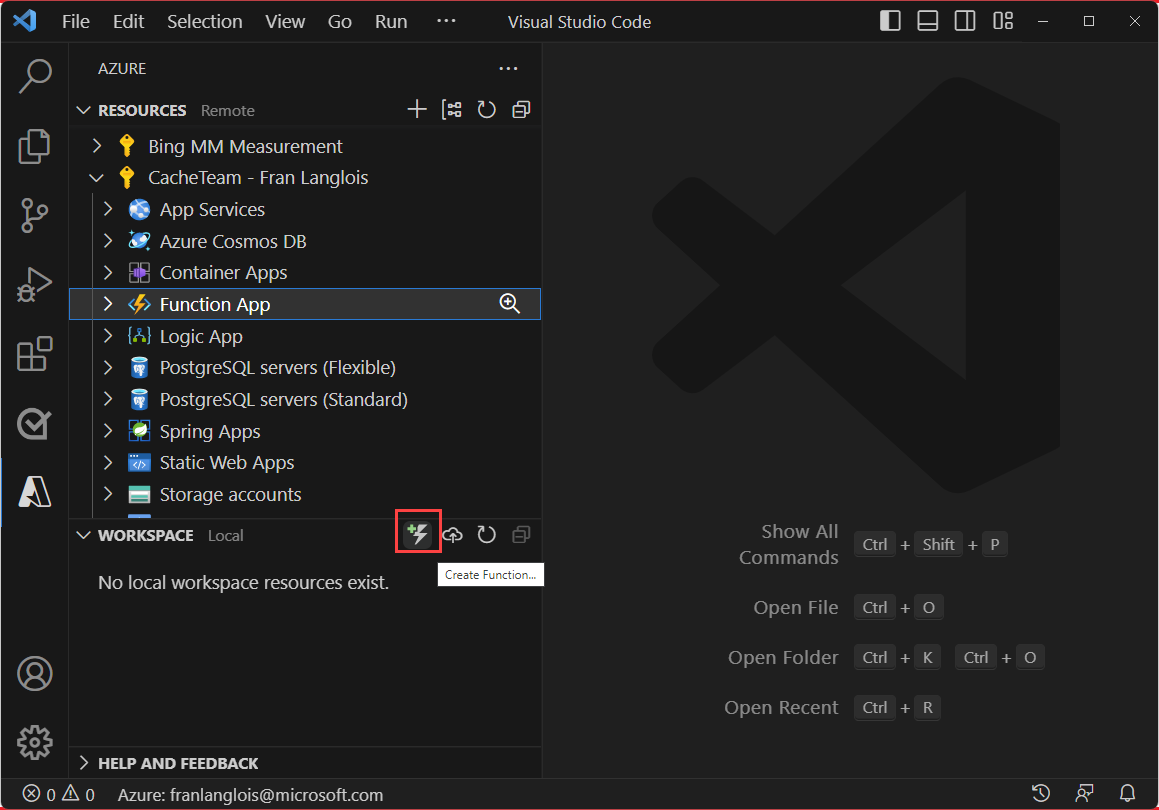 File Edit Selection View Go Run ··· Visual Studio Code
AZURE
RESOURCES Remote
Bing MM Measurement
CacheTeam - Fran Langlois
App Services
Azure Cosmos DB
Container Apps
Function App
Logic App
PostgreSQL servers (Flexible)
PostgreSQL servers (Standard)
Spring Apps
Static Web Apps
Storage accounts
WORKSPACE Local
Create Function...
No local workspace resources exist.
HELP AND FEEDBACK
Show All
Commands Ctrl + Shift + P
Open File Ctrl + O
Open Folder Ctrl + K Ctrl + O
Open Recent Ctrl + R
0 0 Azure: franlanglois@microsoft.com